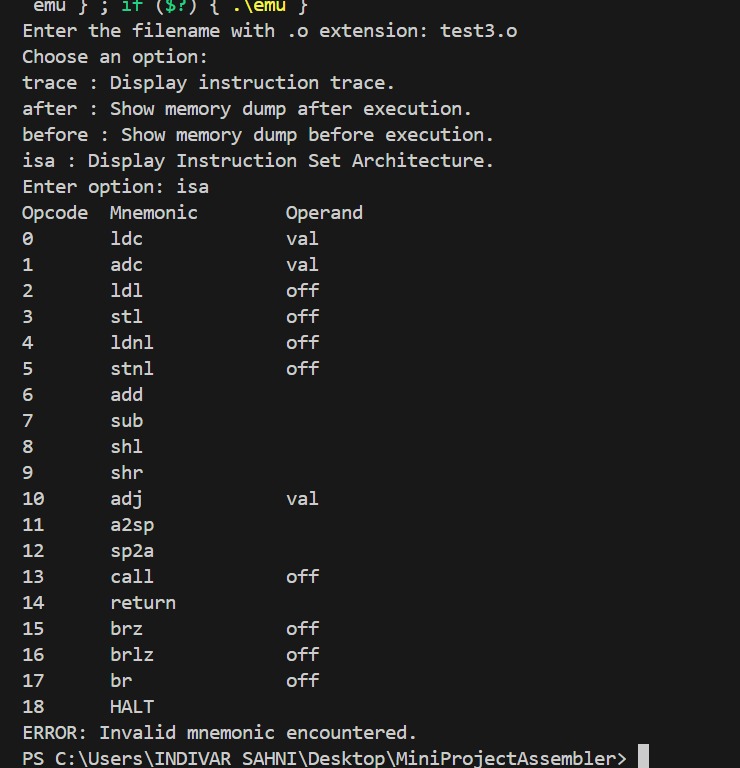 emu } ; if ($?) { .\emu }
Enter the filename with .o extension: test3.o
Choose an option:
trace : Display instruction trace.
after : Show memory dump after execution.
before : Show memory dump before execution.
isa : Display Instruction Set Architecture.
Enter option: isa
Opcode  Mnemonic        Operand
0       ldc             val
1       adc             val
2       ldl             off
3       stl             off
4       ldnl            off
5       stnl            off
6       add
7       sub
8       shl
9       shr
10      adj             val
11      a2sp
12      sp2a
13      call            off
14      return
15      brz             off
16      brlz            off
17      br              off
18      HALT
ERROR: Invalid mnemonic encountered.
PS C:\Users\INDIVAR SAHNI\Desktop\MiniProjectAssembler>